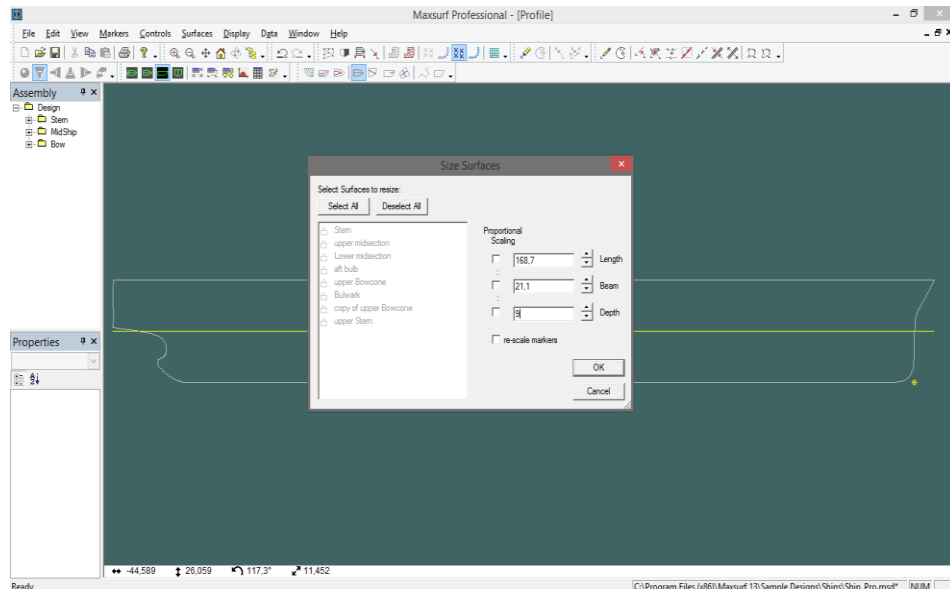 Maxsurf Professional - [Profile]
File Edit View Markers Controls Surfaces Display Data Window Help
Assembly
Design
Stern
MidShip
Bow
Size Surfaces
Select Surfaces to resize:
Select All Deselect All
Stern
upper midsection
Lower midsection
aft bulb
upper Bowcone
Bulwark
copy of upper Bowcone
upper Stern
Proportional
Scaling
168,7 Length
:
21,1 Beam
:
9 Depth
re-scale markers
OK
Cancel
Properties
-44,589 26,059 117,3° 11,452
Ready C:\Program Files (x86)\Maxsurf 13\Sample Designs\Ships\Ship_Pro.msd* NUM